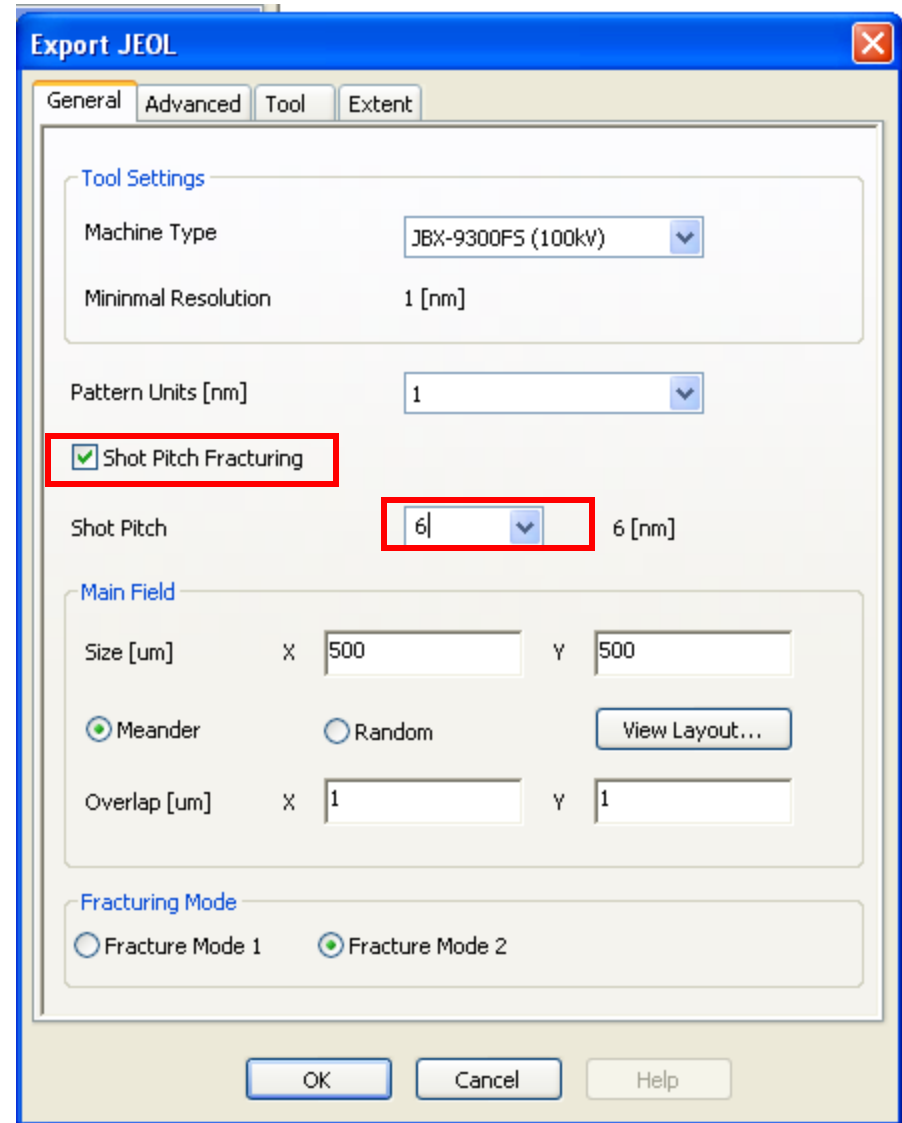 Export JEOL
General Advanced Tool Extent
Tool Settings
Machine Type JBX-9300FS (100kV)
Mininmal Resolution 1 [nm]
Pattern Units [nm] 1
Shot Pitch Fracturing
Shot Pitch 6 6 [nm]
Main Field
Size [um] X 500 Y 500
Meander Random View Layout...
Overlap [um] X 1 Y 1
Fracturing Mode
Fracture Mode 1 Fracture Mode 2
OK Cancel Help